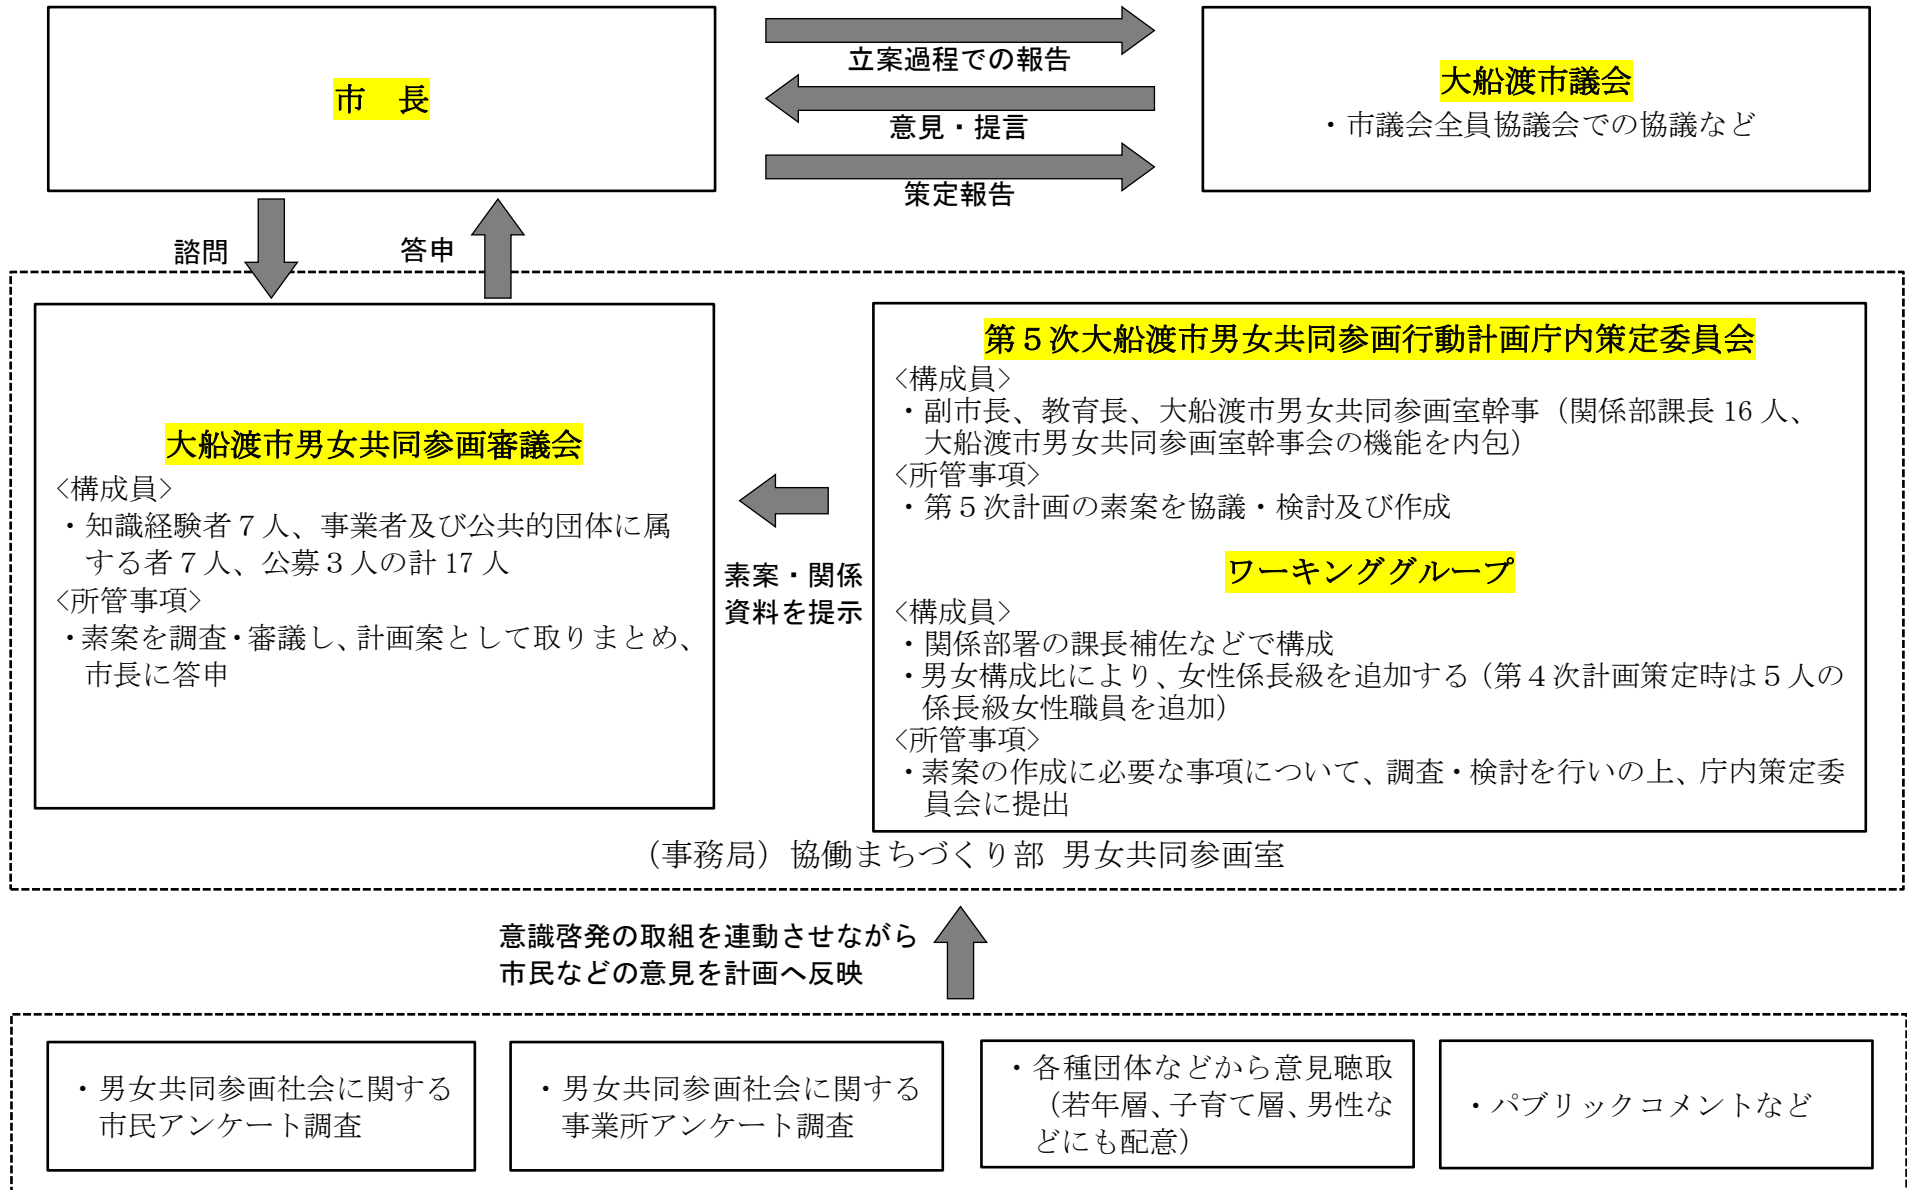 市　長
立案過程での報告
意見・提言
策定報告
大船渡市議会
・市議会全員協議会での協議など
諮問
答申
大船渡市男女共同参画審議会
<構成員>
・知識経験者７人、事業者及び公共的団体に属
する者７人、公募３人の計 17 人
<所管事項>
・素案を調査・審議し、計画案として取りまとめ、
市長に答申
素案・関係
資料を提示
第５次大船渡市男女共同参画行動計画庁内策定委員会
<構成員>
・副市長、教育長、大船渡市男女共同参画室幹事（関係部課長 16 人、
大船渡市男女共同参画室幹事会の機能を内包）
<所管事項>
・第５次計画の素案を協議・検討及び作成
ワーキンググループ
<構成員>
・関係部署の課長補佐などで構成
・男女構成比により、女性係長級を追加する（第４次計画策定時は５人の
係長級女性職員を追加）
<所管事項>
・素案の作成に必要な事項について、調査・検討を行いの上、庁内策定委
員会に提出
（事務局）協働まちづくり部 男女共同参画室
意識啓発の取組を連動させながら
市民などの意見を計画へ反映
・男女共同参画社会に関する
市民アンケート調査
・男女共同参画社会に関する
事業所アンケート調査
・各種団体などから意見聴取
（若年層、子育て層、男性な
どにも配意）
・パブリックコメントなど